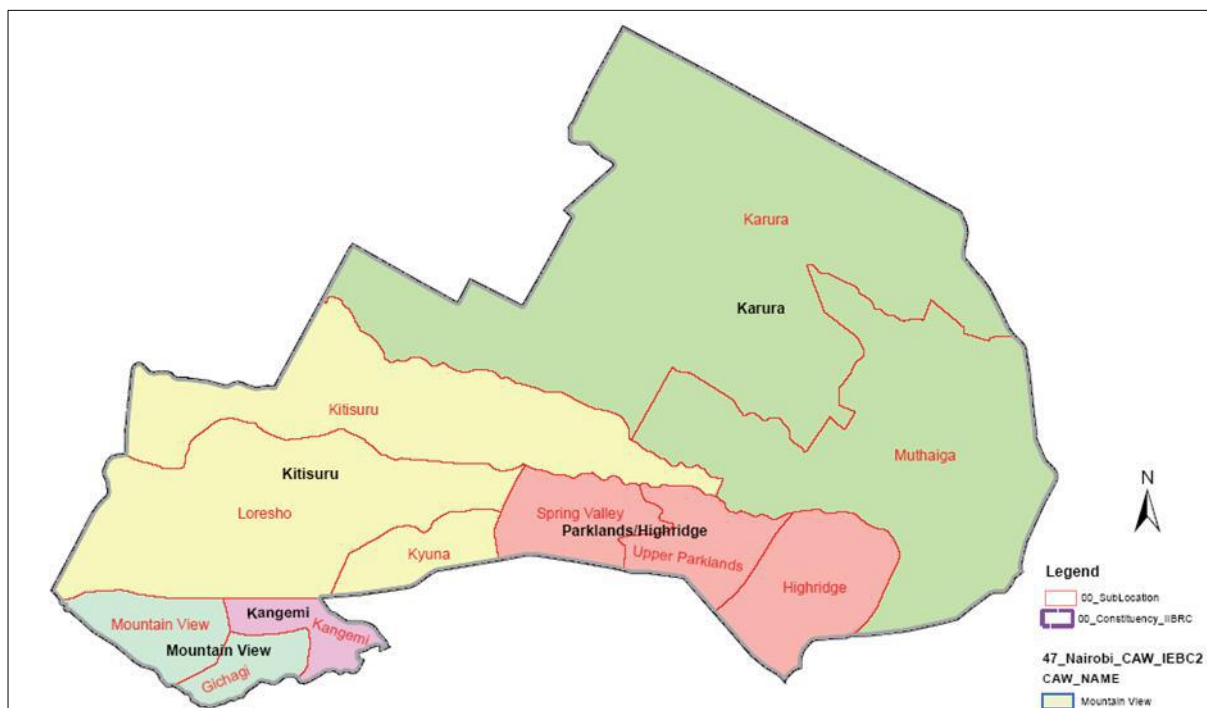 Karura
Karura
Kitisuru
Muthaiga
Kitisuru
N
Loresho
Spring Valley
Parklands/Highridge
Kyuna
Upper Parklands
Highridge
Kangemi
Mountain View
Kangemi
Mountain View
Gichagi
Legend
00_SubLocation
00_Constituency_IIBRC
47_Nairobi_CAW_IEBC2
CAW_NAME
Mountain View